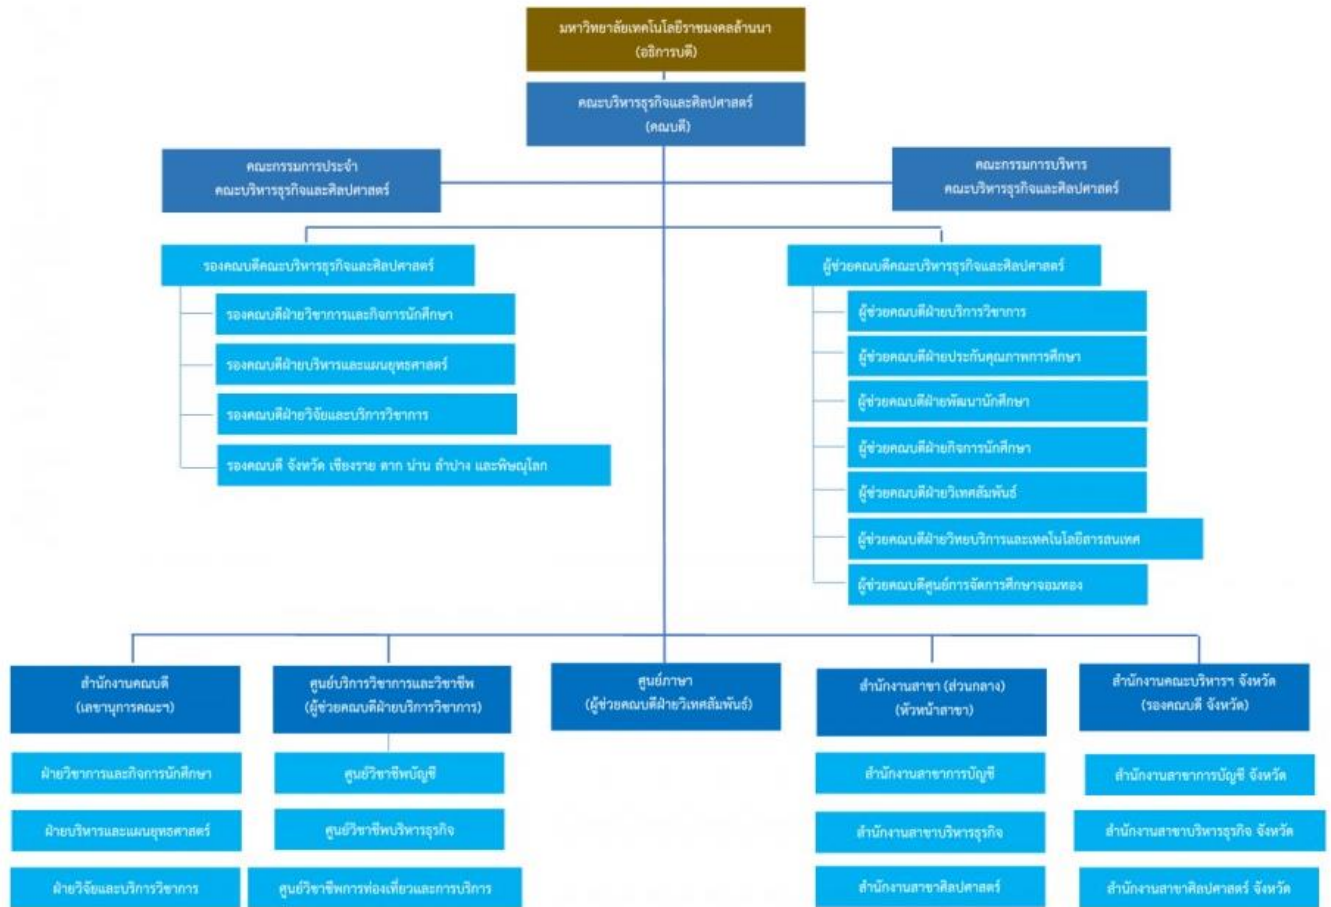 มหาวิทยาลัยเทคโนโลยีราชมงคลล้านนา
(อธิการบดี)
คณะบริหารธุรกิจและศิลปศาสตร์
(คณบดี)
คณะกรรมการประจำ
คณะบริหารธุรกิจและศิลปศาสตร์
คณะกรรมการบริหาร
คณะบริหารธุรกิจและศิลปศาสตร์
รองคณบดีคณะบริหารธุรกิจและศิลปศาสตร์
รองคณบดีฝ่ายวิชาการและกิจการนักศึกษา
รองคณบดีฝ่ายบริหารและแผนยุทธศาสตร์
รองคณบดีฝ่ายวิจัยและบริการวิชาการ
รองคณบดี จังหวัด เชียงราย ตาก น่าน ลำปาง และพิษณุโลก
ผู้ช่วยคณบดีคณะบริหารธุรกิจและศิลปศาสตร์
ผู้ช่วยคณบดีฝ่ายบริการวิชาการ
ผู้ช่วยคณบดีฝ่ายประกันคุณภาพการศึกษา
ผู้ช่วยคณบดีฝ่ายพัฒนานักศึกษา
ผู้ช่วยคณบดีฝ่ายกิจการนักศึกษา
ผู้ช่วยคณบดีฝ่ายวิเทศสัมพันธ์
ผู้ช่วยคณบดีฝ่ายวิทยบริการและเทคโนโลยีสารสนเทศ
ผู้ช่วยคณบดีศูนย์การจัดการศึกษาจอมทอง
สำนักงานคณบดี
(เลขานุการคณะฯ)
ฝ่ายวิชาการและกิจการนักศึกษา
ฝ่ายบริหารและแผนยุทธศาสตร์
ฝ่ายวิจัยและบริการวิชาการ
ศูนย์บริการวิชาการและวิชาชีพ
(ผู้ช่วยคณบดีฝ่ายบริการวิชาการ)
ศูนย์วิชาชีพบัญชี
ศูนย์วิชาชีพบริหารธุรกิจ
ศูนย์วิชาชีพการท่องเที่ยวและการบริการ
ศูนย์ภาษา
(ผู้ช่วยคณบดีฝ่ายวิเทศสัมพันธ์)
สำนักงานสาขา (ส่วนกลาง)
(หัวหน้าสาขา)
สำนักงานสาขาการบัญชี
สำนักงานสาขาบริหารธุรกิจ
สำนักงานสาขาศิลปศาสตร์
สำนักงานคณะบริหารฯ จังหวัด
(รองคณบดี จังหวัด)
สำนักงานสาขาการบัญชี จังหวัด
สำนักงานสาขาบริหารธุรกิจ จังหวัด
สำนักงานสาขาศิลปศาสตร์ จังหวัด